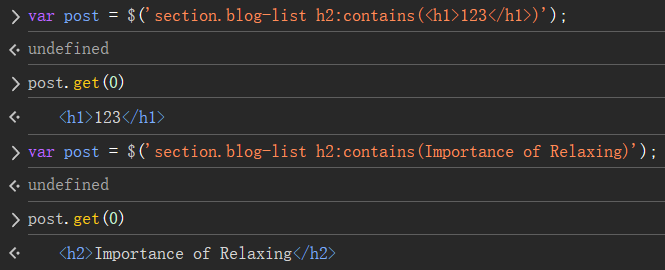 > var post = $('section.blog-list h2:contains(<h1>123</h1>)');
<· undefined
> post.get(0)
<· <h1>123</h1>
> var post = $('section.blog-list h2:contains(Importance of Relaxing)');
<· undefined
> post.get(0)
<· <h2>Importance of Relaxing</h2>